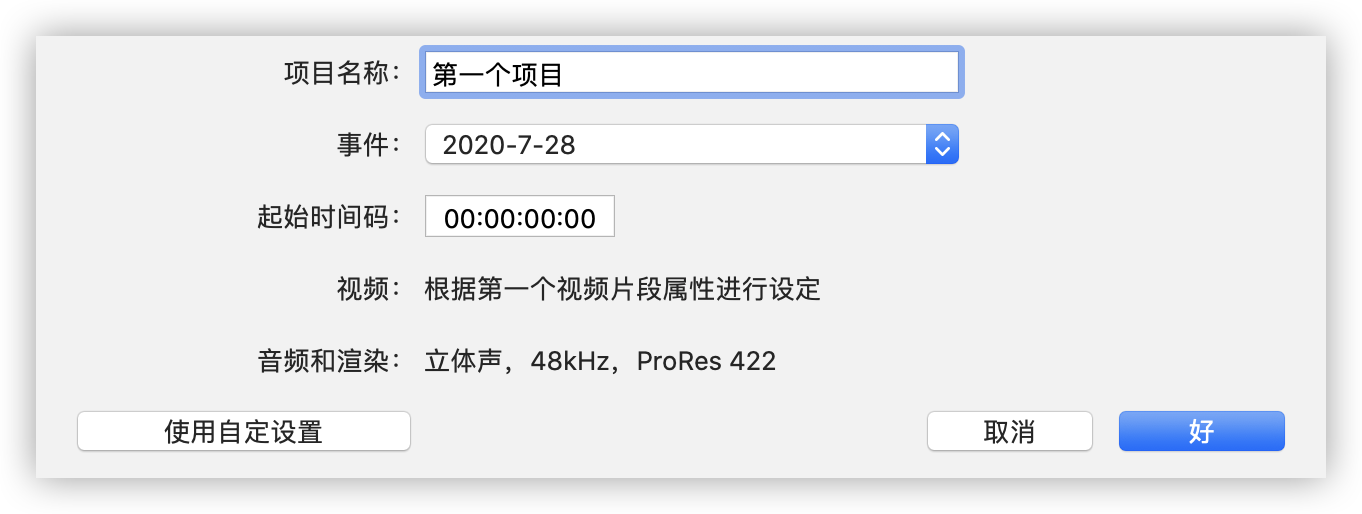 项目名称： 第一个项目
事件： 2020-7-28
起始时间码： 00:00:00:00
视频： 根据第一个视频片段属性进行设定
音频和渲染： 立体声，48kHz，ProRes 422
使用自定设置 取消 好